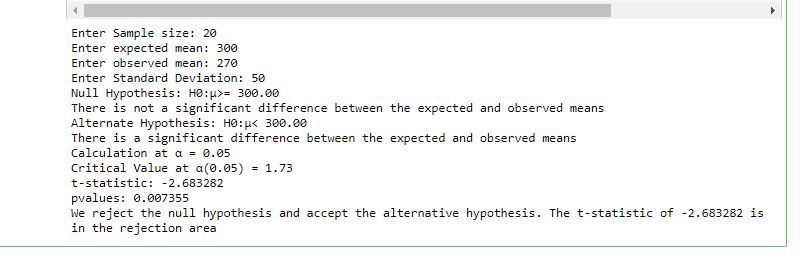 Enter Sample size: 20
Enter expected mean: 300
Enter observed mean: 270
Enter Standard Deviation: 50
Null Hypothesis: H0:μ>= 300.00
There is not a significant difference between the expected and observed means
Alternate Hypothesis: H0:μ< 300.00
There is a significant difference between the expected and observed means
Calculation at α = 0.05
Critical Value at α(0.05) = 1.73
t-statistic: -2.683282
pvalues: 0.007355
We reject the null hypothesis and accept the alternative hypothesis. The t-statistic of -2.683282 is
in the rejection area